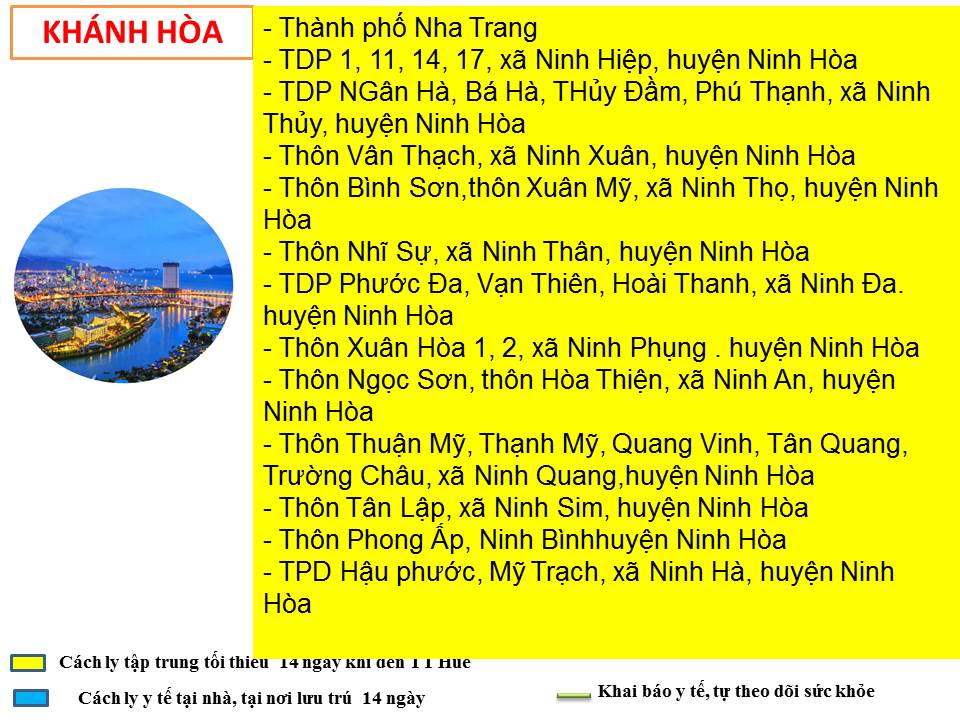 KHÁNH HÒA
- Thành phố Nha Trang
- TDP 1, 11, 14, 17, xã Ninh Hiệp, huyện Ninh Hòa
- TDP NGân Hà, Bá Hà, THủy Đầm, Phú Thạnh, xã Ninh
Thủy, huyện Ninh Hòa
- Thôn Vân Thạch, xã Ninh Xuân, huyện Ninh Hòa
- Thôn Bình Sơn,thôn Xuân Mỹ, xã Ninh Thọ, huyện Ninh
Hòa
- Thôn Nhĩ Sự, xã Ninh Thân, huyện Ninh Hòa
- TDP Phước Đa, Vạn Thiên, Hoài Thanh, xã Ninh Đa.
huyện Ninh Hòa
- Thôn Xuân Hòa 1, 2, xã Ninh Phụng . huyện Ninh Hòa
- Thôn Ngọc Sơn, thôn Hòa Thiện, xã Ninh An, huyện
Ninh Hòa
- Thôn Thuận Mỹ, Thạnh Mỹ, Quang Vinh, Tân Quang,
Trường Châu, xã Ninh Quang,huyện Ninh Hòa
- Thôn Tân Lập, xã Ninh Sim, huyện Ninh Hòa
- Thôn Phong Ấp, Ninh Bìnhhuyện Ninh Hòa
- TPD Hậu phước, Mỹ Trạch, xã Ninh Hà, huyện Ninh
Hòa
Cách ly tập trung tối thiểu 14 ngày khi đến TT Huế
Cách ly y tế tại nhà, tại nơi lưu trú 14 ngày
Khai báo y tế, tự theo dõi sức khỏe